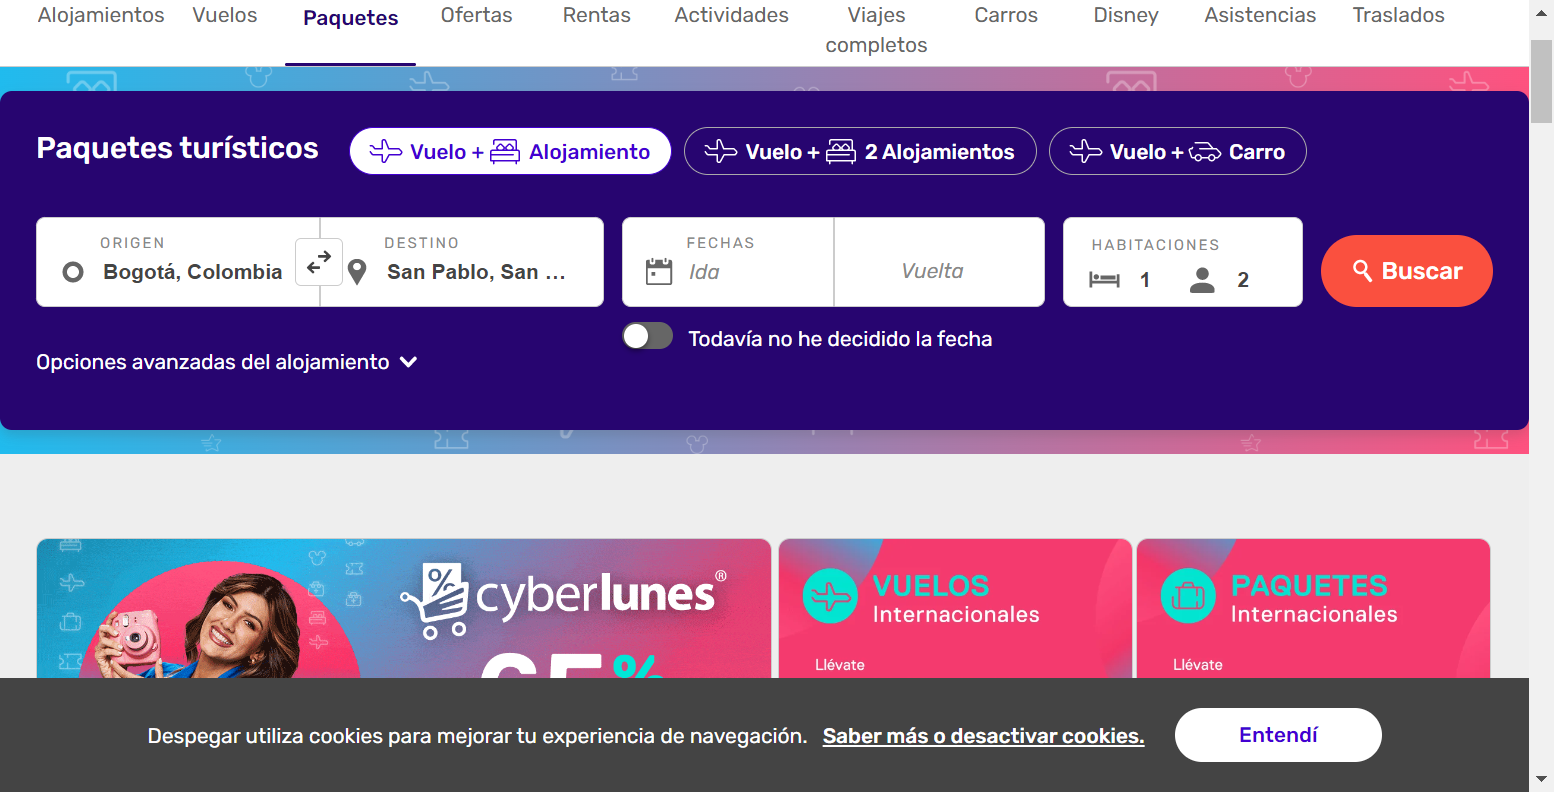 Alojamientos Vuelos Paquetes Ofertas Rentas Actividades Viajes completos Carros Disney Asistencias Traslados
Paquetes turísticos Vuelo + Alojamiento Vuelo + 2 Alojamientos Vuelo + Carro
ORIGEN DESTINO FECHAS HABITACIONES
Bogotá, Colombia San Pablo, San ... Ida Vuelta 1 2 Buscar
Todavía no he decidido la fecha
Opciones avanzadas del alojamiento
% cyberlunes®
65%
VUELOS
Internacionales
Llévate
PAQUETES
Internacionales
Llévate
Despegar utiliza cookies para mejorar tu experiencia de navegación. Saber más o desactivar cookies. Entendí